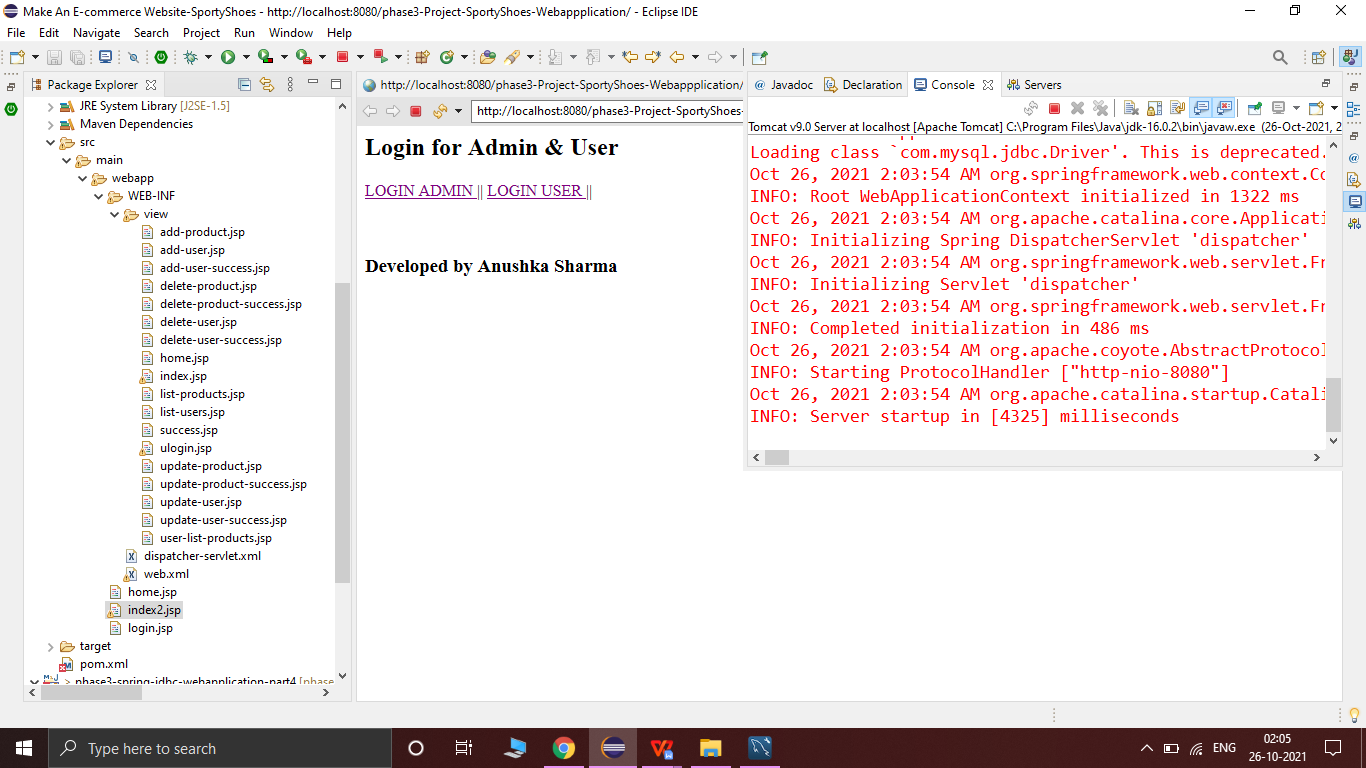 Make An E-commerce Website-SportyShoes - http://localhost:8080/phase3-Project-SportyShoes-Webappplication/ - Eclipse IDE
File Edit Navigate Search Project Run Window Help
Package Explorer
JRE System Library [J2SE-1.5]
Maven Dependencies
src
main
webapp
WEB-INF
view
add-product.jsp
add-user.jsp
add-user-success.jsp
delete-product.jsp
delete-product-success.jsp
delete-user.jsp
delete-user-success.jsp
home.jsp
index.jsp
list-products.jsp
list-users.jsp
success.jsp
ulogin.jsp
update-product.jsp
update-product-success.jsp
update-user.jsp
update-user-success.jsp
user-list-products.jsp
dispatcher-servlet.xml
web.xml
home.jsp
index2.jsp
login.jsp
target
pom.xml
> phase3-spring-jdbc-webapplication-part4 [phase
http://localhost:8080/phase3-Project-SportyShoes-Webappplication/
http://localhost:8080/phase3-Project-SportyShoes-
Login for Admin & User
LOGIN ADMIN || LOGIN USER ||
Developed by Anushka Sharma
@ Javadoc Declaration Console Servers
Tomcat v9.0 Server at localhost [Apache Tomcat] C:\Program Files\Java\jdk-16.0.2\bin\javaw.exe (26-Oct-2021, 2
Loading class `com.mysql.jdbc.Driver'. This is deprecated.
Oct 26, 2021 2:03:54 AM org.springframework.web.context.Co
INFO: Root WebApplicationContext initialized in 1322 ms
Oct 26, 2021 2:03:54 AM org.apache.catalina.core.Applicati
INFO: Initializing Spring DispatcherServlet 'dispatcher'
Oct 26, 2021 2:03:54 AM org.springframework.web.servlet.Fr
INFO: Initializing Servlet 'dispatcher'
Oct 26, 2021 2:03:54 AM org.springframework.web.servlet.Fr
INFO: Completed initialization in 486 ms
Oct 26, 2021 2:03:54 AM org.apache.coyote.AbstractProtocol
INFO: Starting ProtocolHandler ["http-nio-8080"]
Oct 26, 2021 2:03:54 AM org.apache.catalina.startup.Catali
INFO: Server startup in [4325] milliseconds
Type here to search
ENG
02:05
26-10-2021